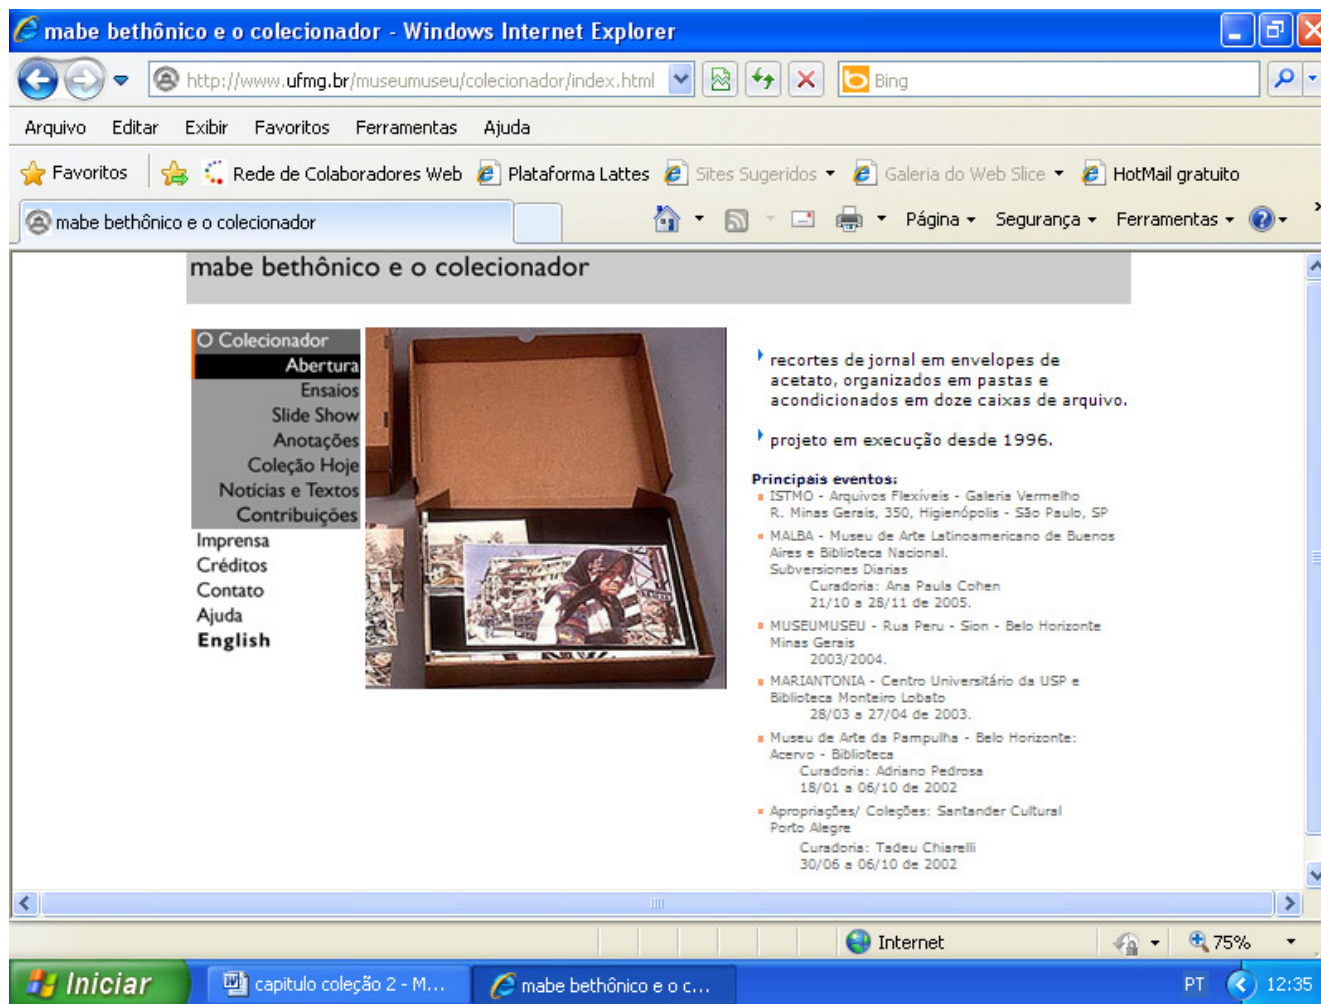 mabe bethônico e o colecionador - Windows Internet Explorer
http://www.ufmg.br/museumuseu/colecionador/index.html
Bing
Arquivo Editar Exibir Favoritos Ferramentas Ajuda
Favoritos Rede de Colaboradores Web Plataforma Lattes Sites Sugeridos Galeria do Web Slice HotMail gratuito
mabe bethônico e o colecionador Página Segurança Ferramentas
mabe bethônico e o colecionador
O Colecionador
Abertura
Ensaios
Slide Show
Anotações
Coleção Hoje
Notícias e Textos
Contribuições
Imprensa
Créditos
Contato
Ajuda
English
recortes de jornal em envelopes de
acetato, organizados em pastas e
acondicionados em doze caixas de arquivo.
projeto em execução desde 1996.
Principais eventos:
ISTMO - Arquivos Flexíveis - Galeria Vermelho
R. Minas Gerais, 350, Higienópolis - São Paulo, SP
MALBA - Museu de Arte Latinoamericano de Buenos
Aires e Biblioteca Nacional.
Subversiones Diarias
Curadoria: Ana Paula Cohen
21/10 a 28/11 de 2005.
MUSEUMUSEU - Rua Peru - Sion - Belo Horizonte
Minas Gerais
2003/2004.
MARIANTONIA - Centro Universitário da USP e
Biblioteca Monteiro Lobato
28/03 a 27/04 de 2003.
Museu de Arte da Pampulha - Belo Horizonte:
Acervo - Biblioteca
Curadoria: Adriano Pedrosa
18/01 a 06/10 de 2002
Apropriações/ Coleções: Santander Cultural
Porto Alegre
Curadoria: Tadeu Chiarelli
30/06 a 06/10 de 2002
Internet 75%
Iniciar capitulo coleção 2 - M... mabe bethônico e o c... PT 12:35